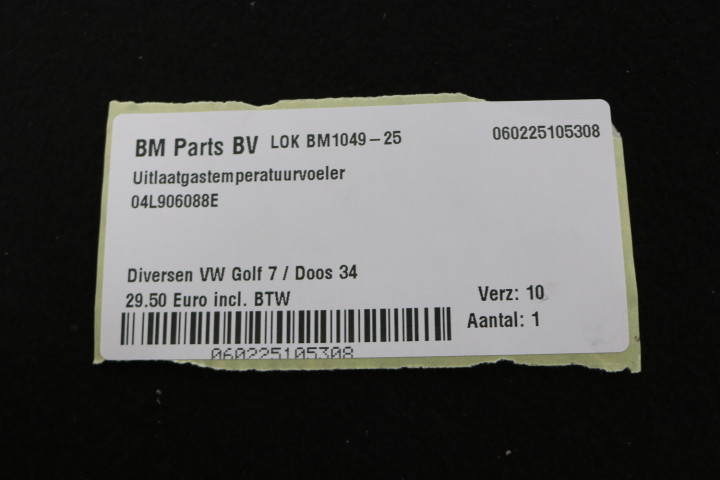 BM Parts BV LOK BM1049-25 060225105308
Uitlaatgastemperatuurvoeler
04L906088E
Diversen VW Golf 7 / Doos 34
29.50 Euro incl. BTW Verz: 10
Aantal: 1
060225105308